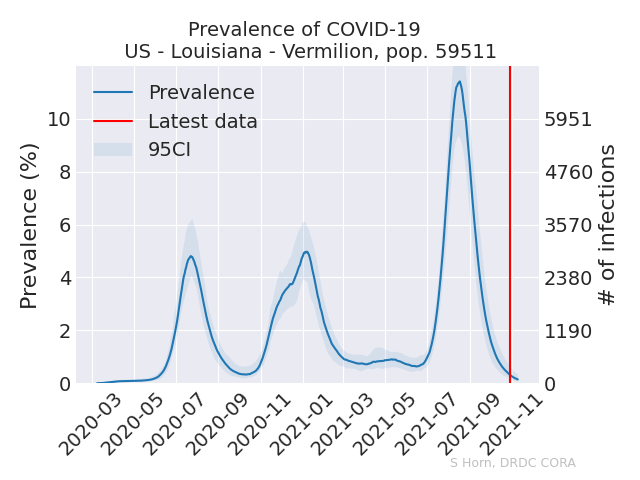 Prevalence of COVID-19
US - Louisiana - Vermilion, pop. 59511
Prevalence
Latest data
95CI
Prevalence (%)
10
8
6
4
2
0
5951
4760
3570
2380
1190
0
# of infections
2020-03
2020-05
2020-07
2020-09
2020-11
2021-01
2021-03
2021-05
2021-07
2021-09
2021-11
S Horn, DRDC CORA